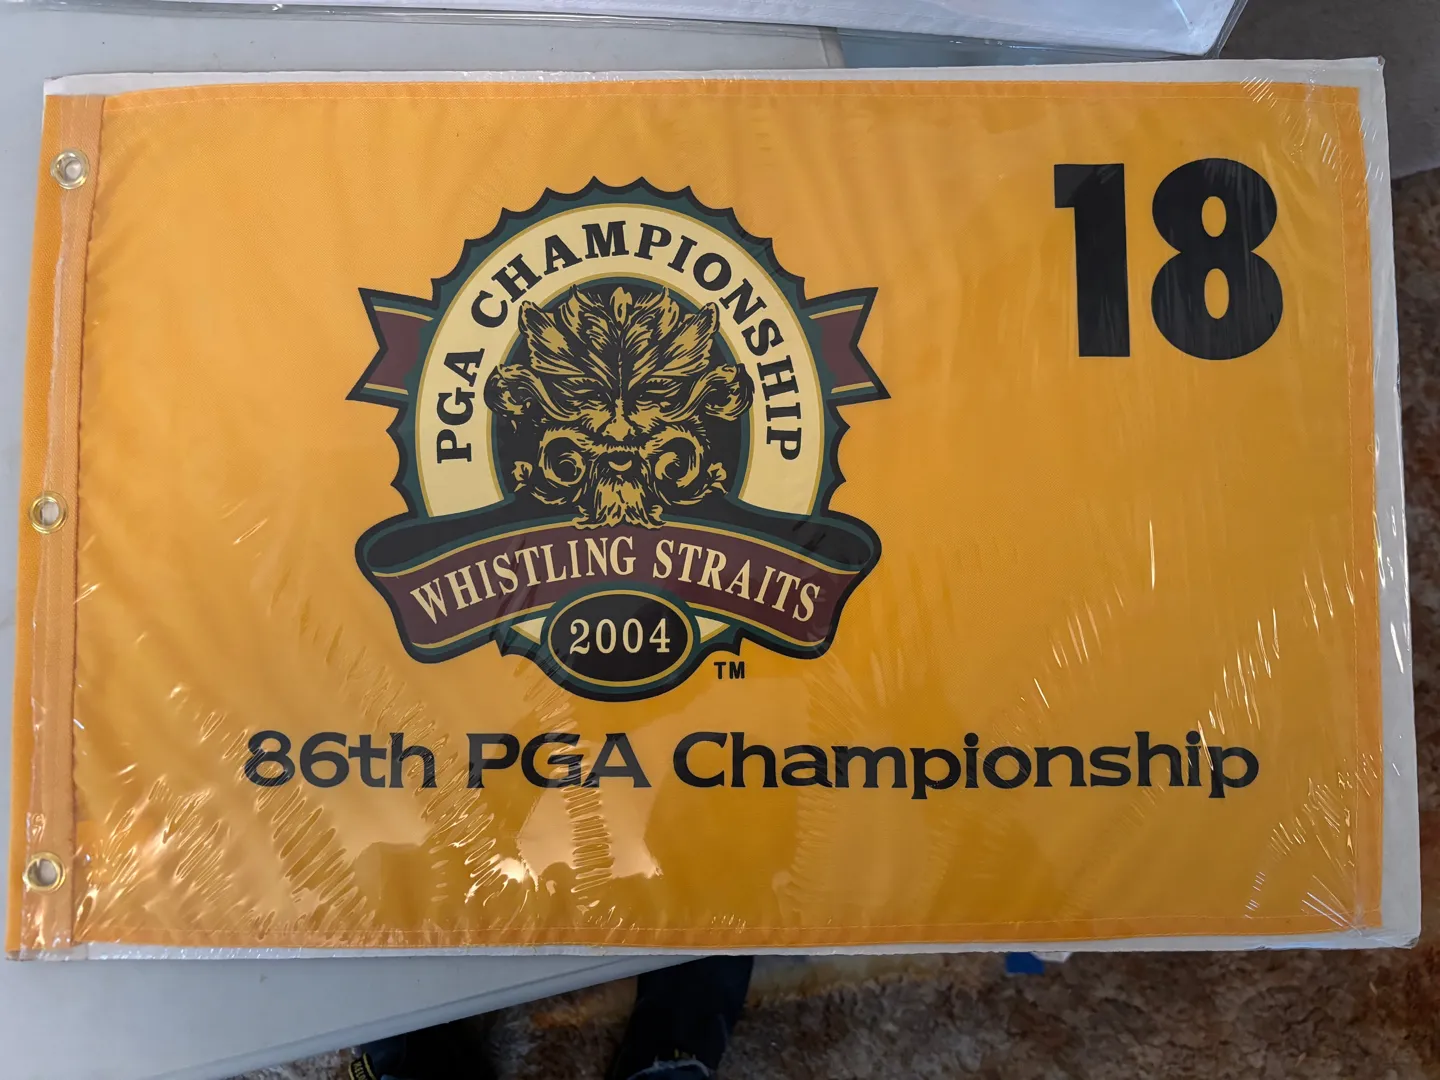 18
PGA CHAMPIONSHIP
WHISTLING STRAITS
2004
TM
86th PGA Championship